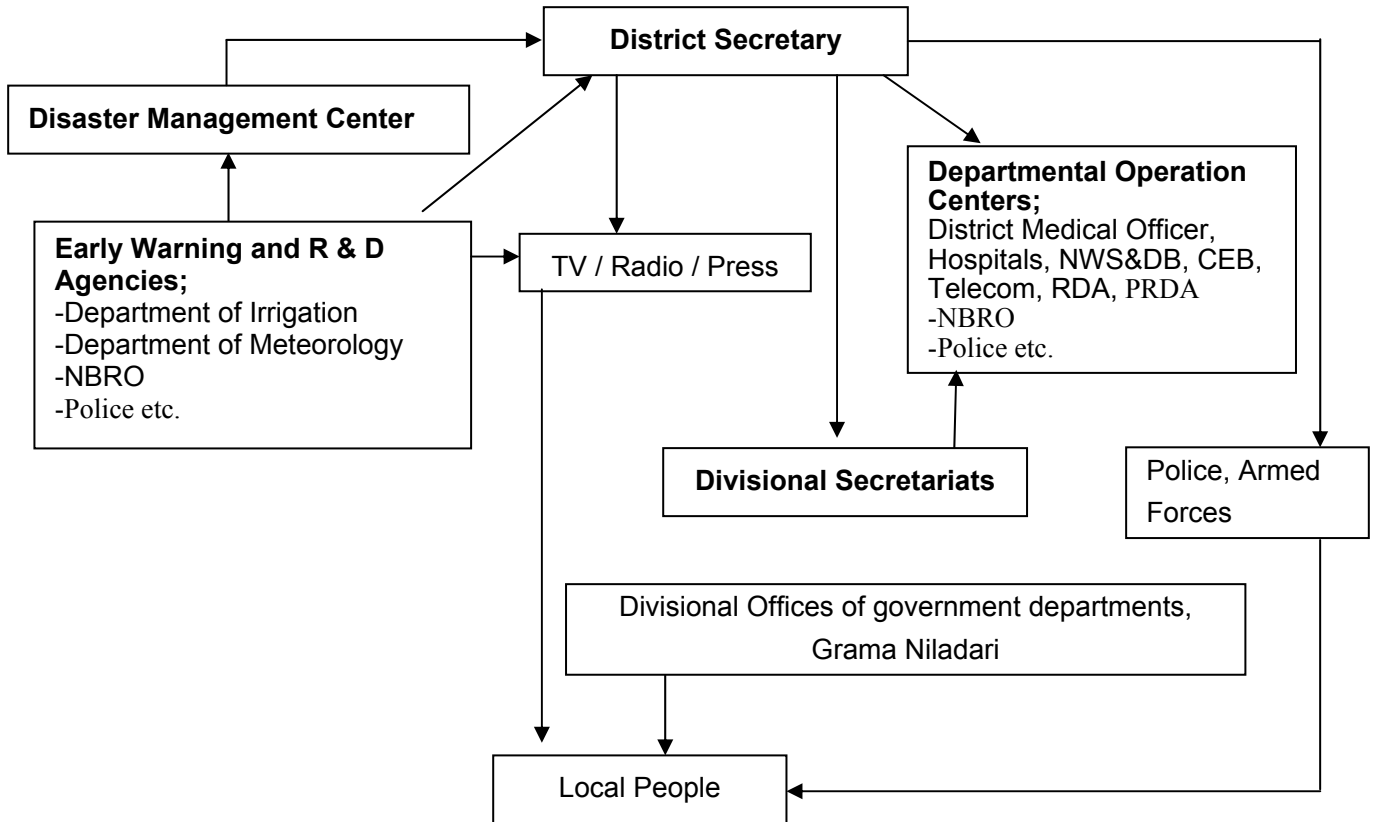 District Secretary
Disaster Management Center
Departmental Operation
Centers;
District Medical Officer,
Hospitals, NWS&DB, CEB,
Telecom, RDA, PRDA
-NBRO
-Police etc.
Early Warning and R & D
Agencies;
-Department of Irrigation
-Department of Meteorology
-NBRO
-Police etc.
TV / Radio / Press
Divisional Secretariats
Police, Armed
Forces
Divisional Offices of government departments,
Grama Niladari
Local People